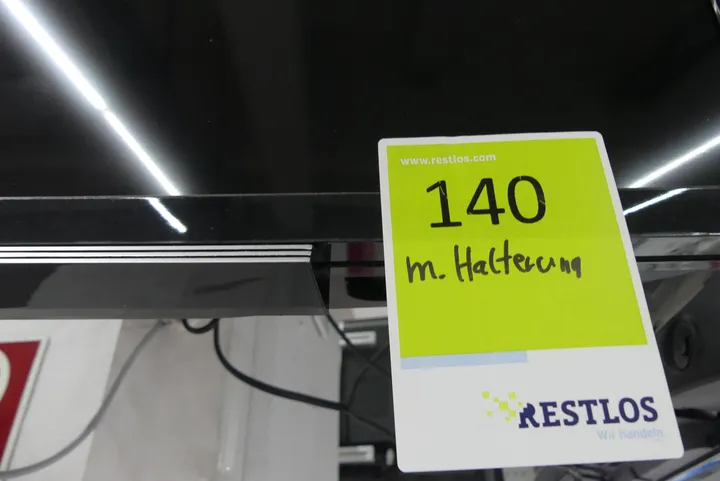 www.restlos.com
140
m. Halterung
RESTLOS
Wir handeln.